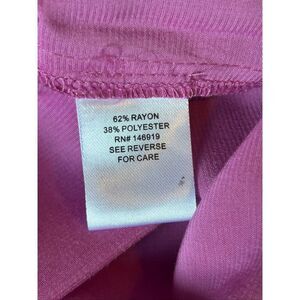 62% RAYON
38% POLYESTER
RN# 146919
SEE REVERSE
FOR CARE